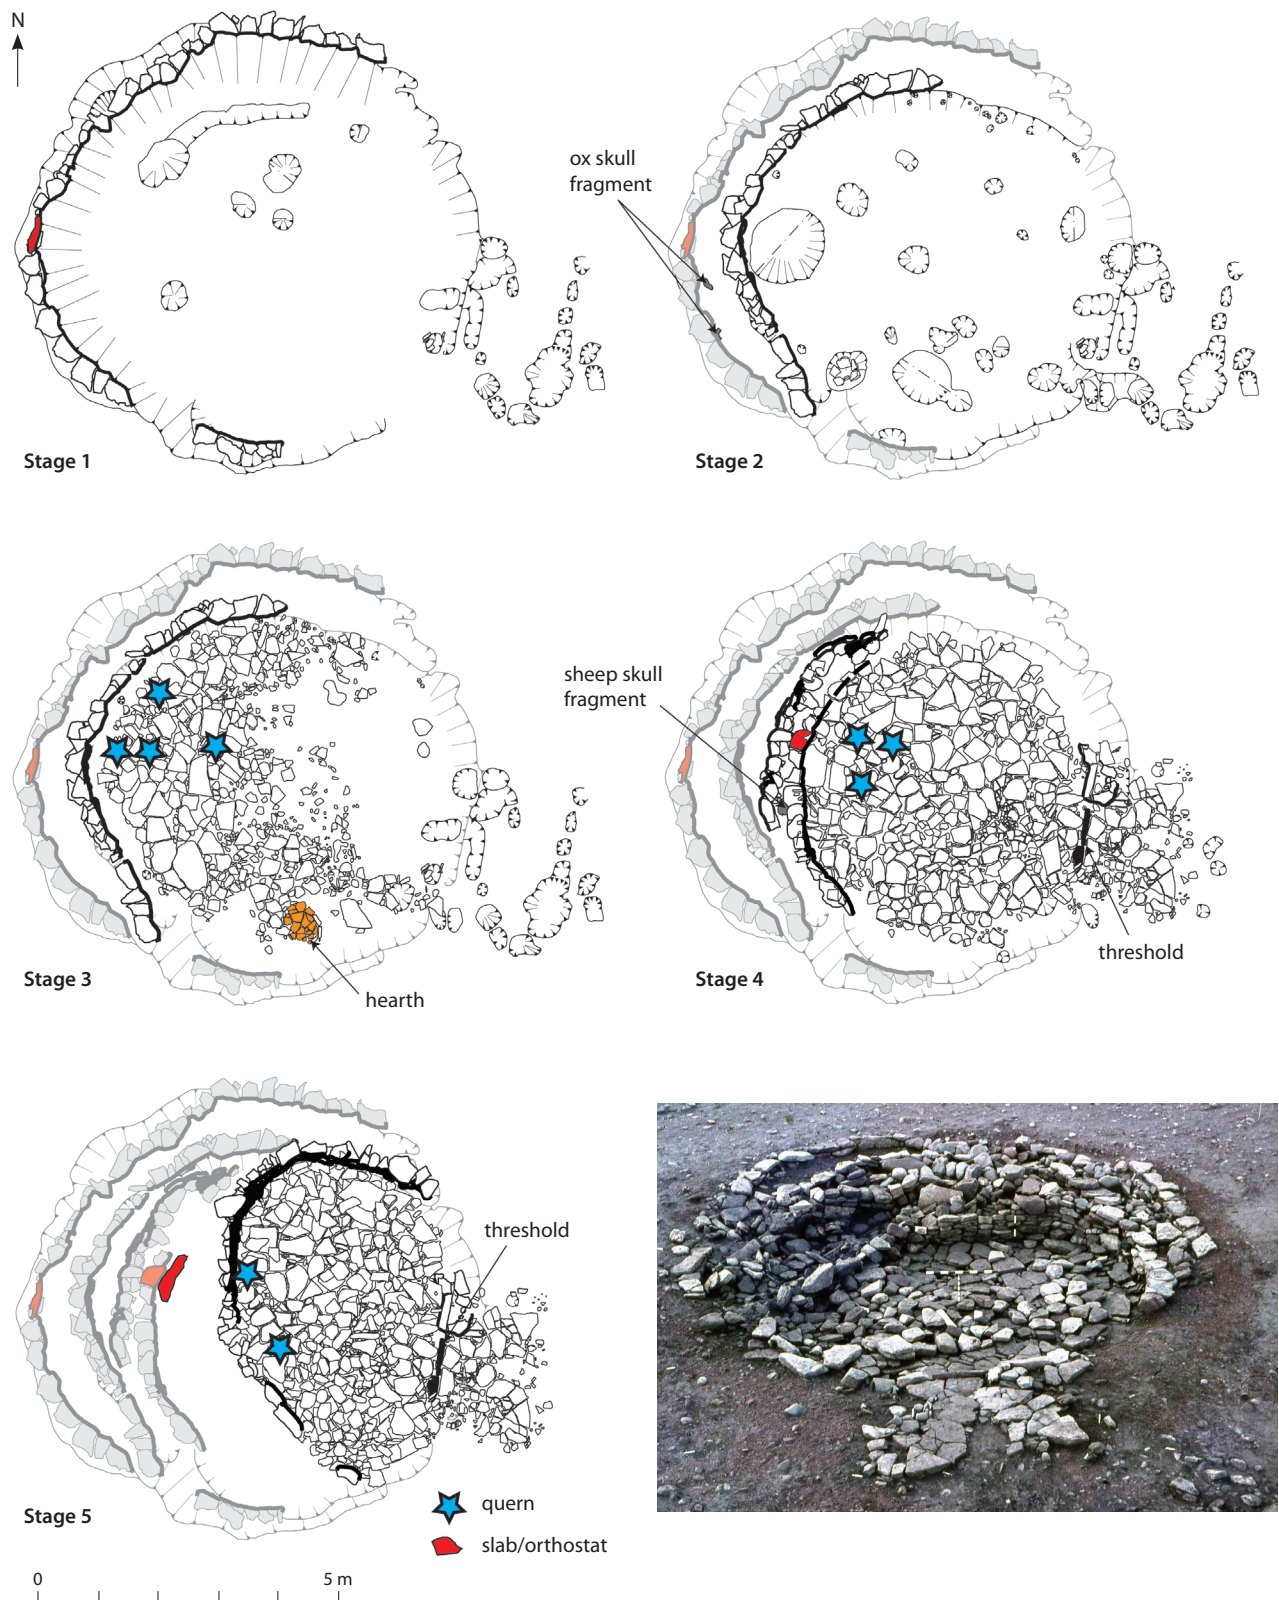 N
ox skull
fragment
Stage 1
Stage 2
sheep skull
fragment
Stage 3
hearth
Stage 4
threshold
threshold
Stage 5
quern
slab/orthostat
0
5 m